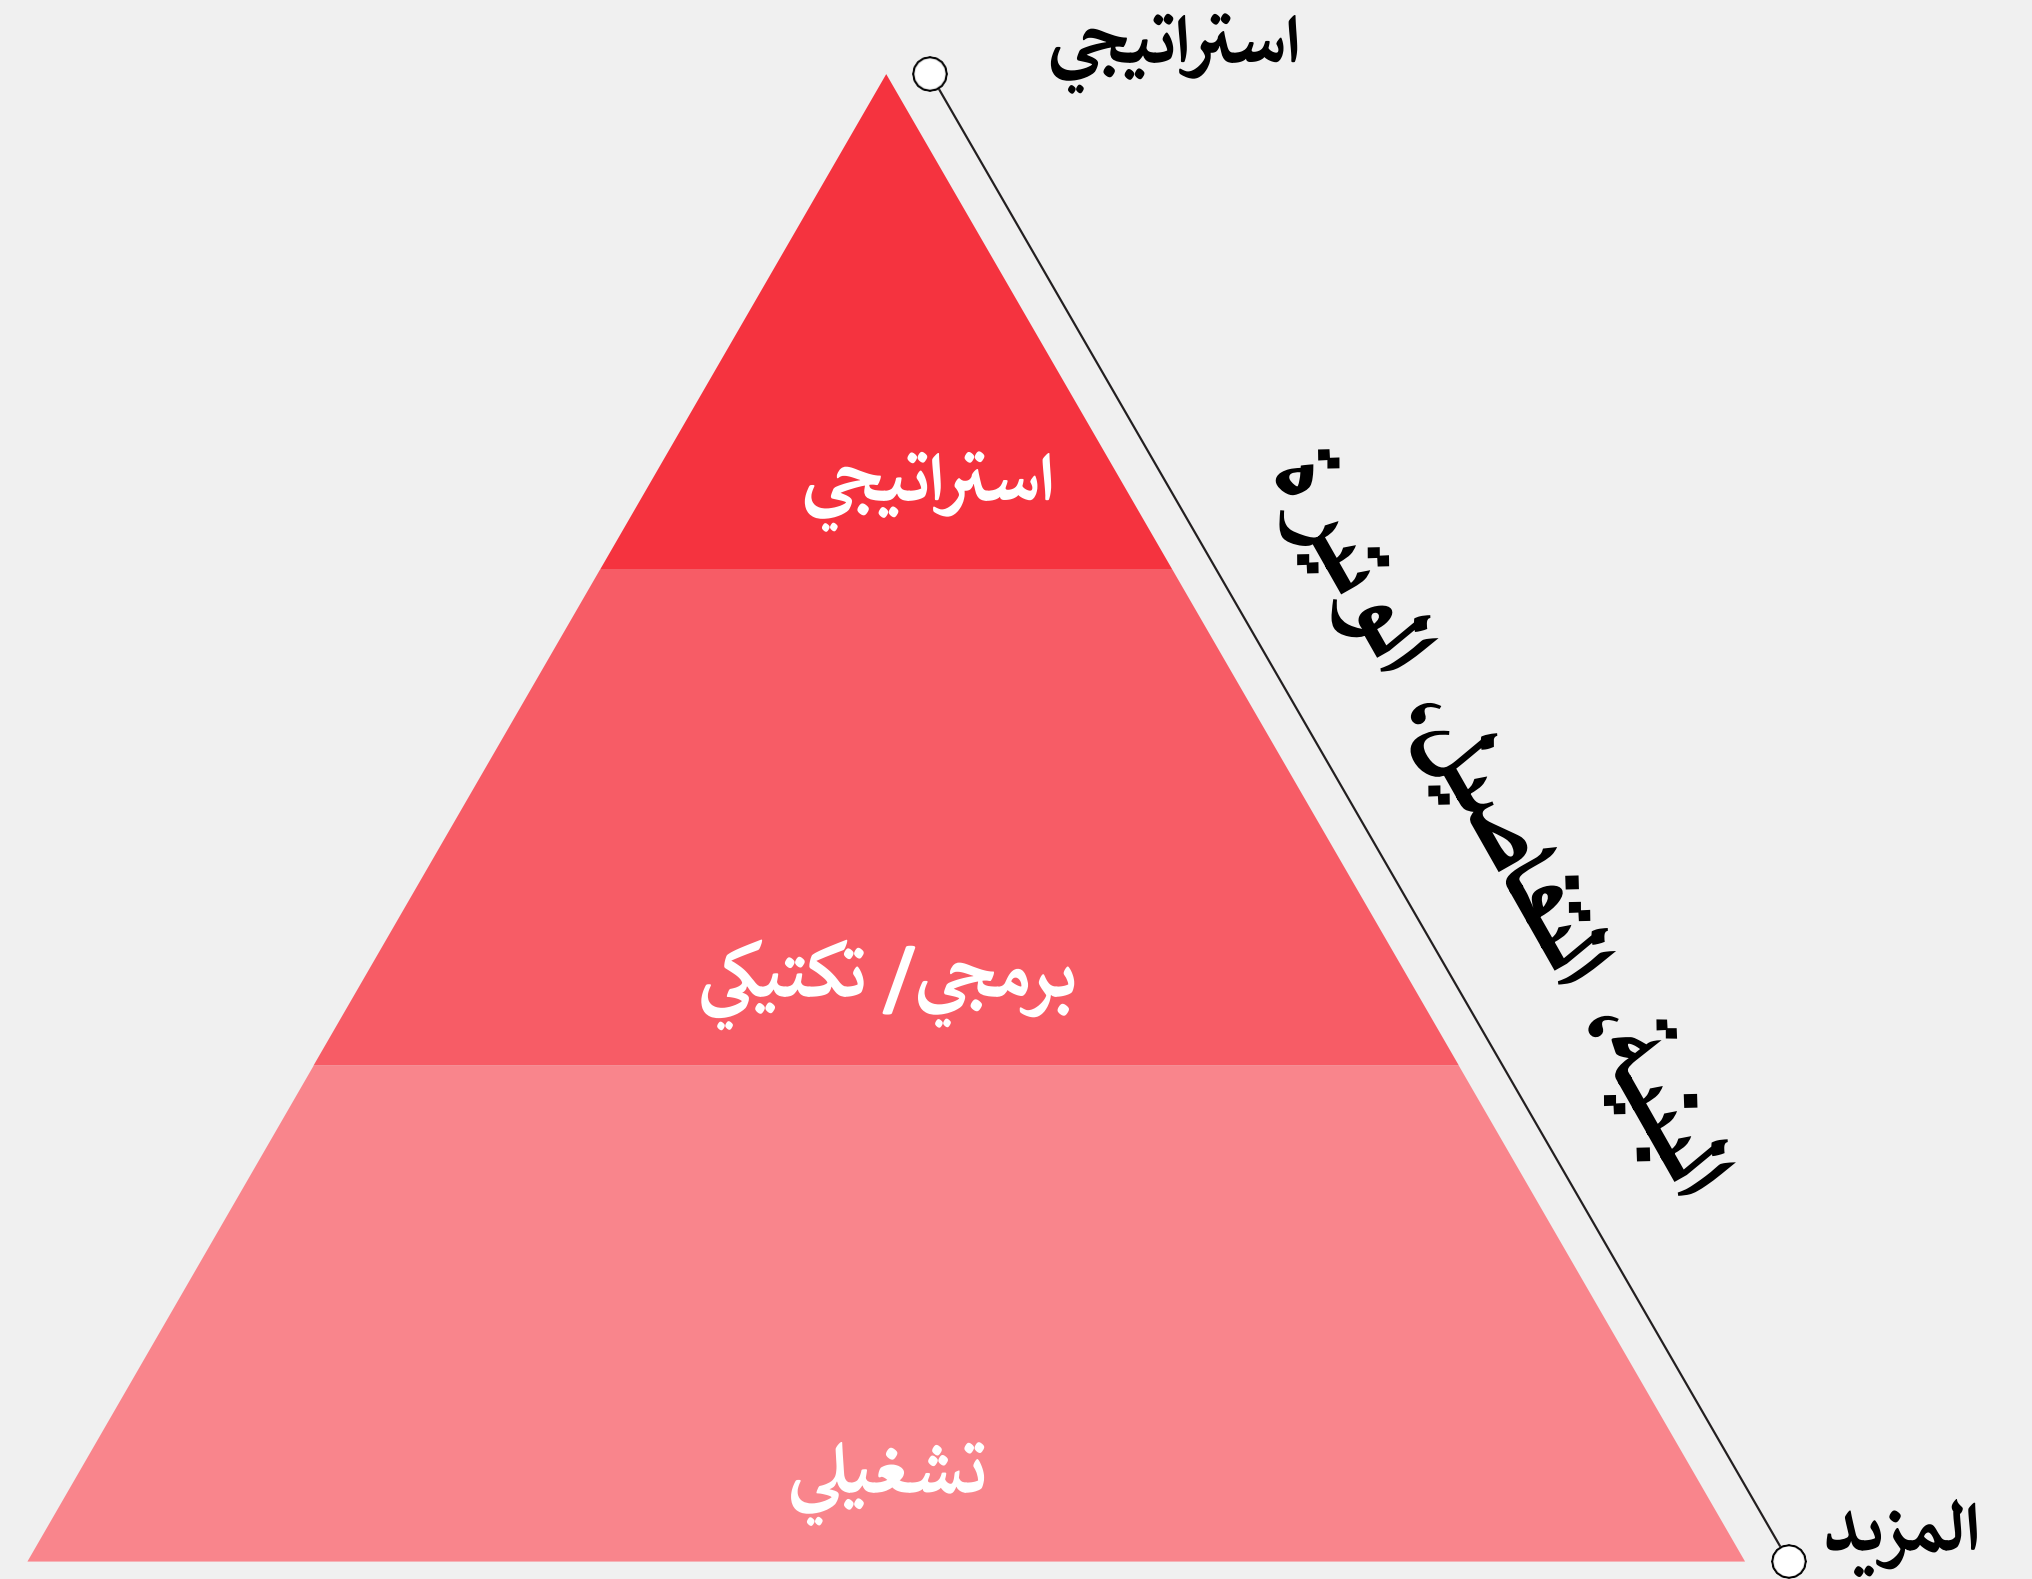 استراتيجي
استراتيجي
البنية، التفاصيل، الوتيرة
برمجي/ تكتيكي
تشغيلي
المزيد